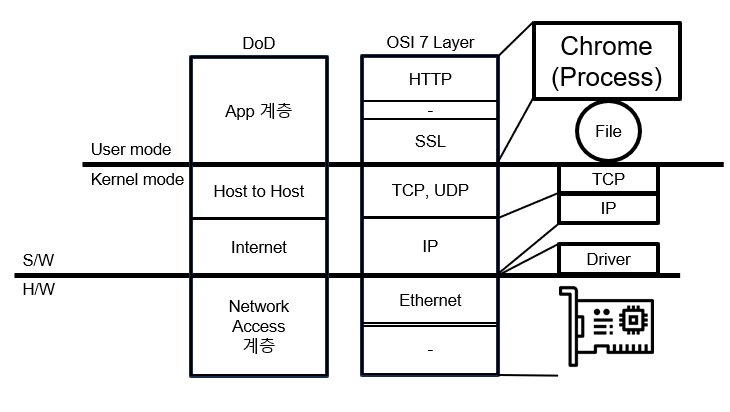 DoD
OSI 7 Layer
Chrome
(Process)
HTTP
App 계층
-
File
SSL
User mode
Kernel mode
Host to Host
TCP, UDP
TCP
IP
Internet
IP
S/W
Driver
H/W
Network
Access
계층
Ethernet
-